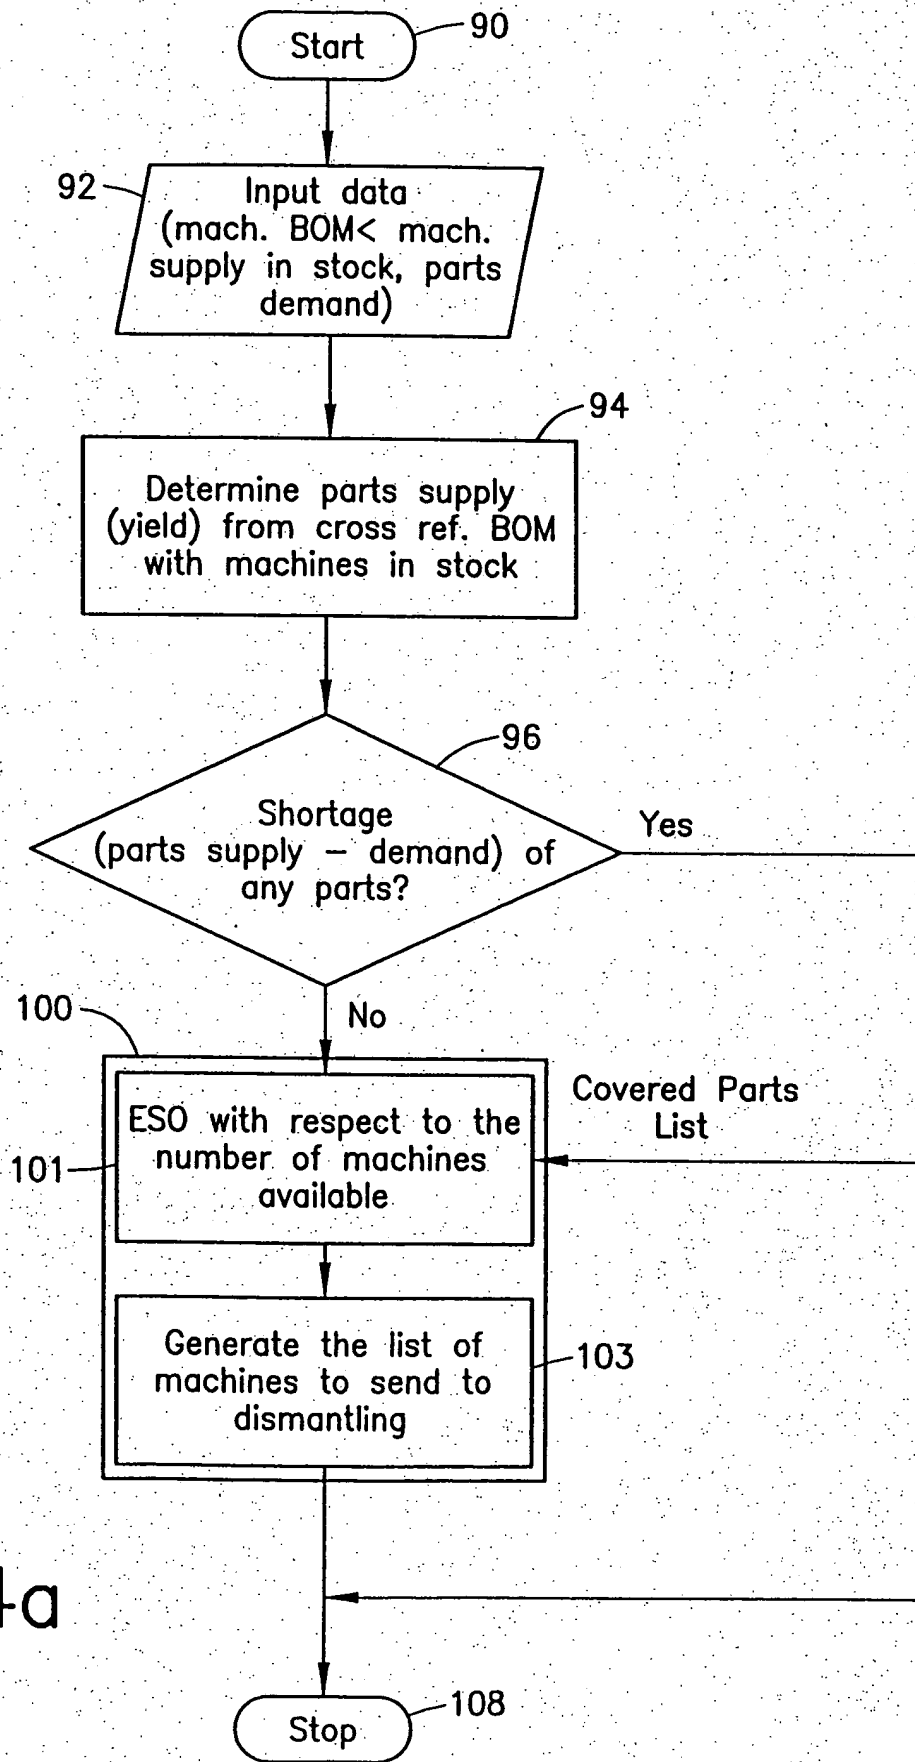 Start
90
92
Input data
(mach. BOM< mach.
supply in stock, parts
demand)
94
Determine parts supply
(yield) from cross ref. BOM
with machines in stock
96
Shortage
(parts supply – demand) of
any parts?
Yes
100
No
Covered Parts
List
101
ESO with respect to the
number of machines
available
Generate the list of
machines to send to
dismantling
103
4a
Stop
108